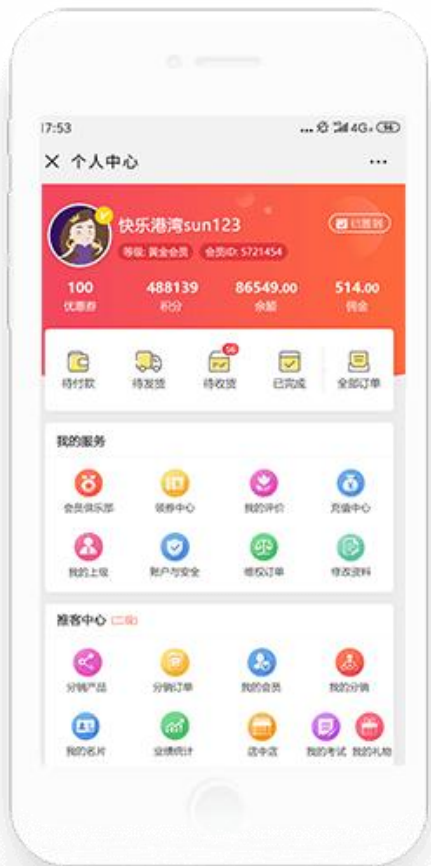 17:53
4G+ 56
个人中心
快乐港湾sun123
已签到
等级: 黄金会员 会员ID: 5721454
100 488139 86549.00 514.00
优惠券 积分 余额 佣金
56
待付款 待发货 待收货 已完成 全部订单
我的服务
会员俱乐部 领券中心 我的评价 充值中心
我的上级 账户与安全 维权订单 修改资料
推客中心 (二级)
分销产品 分销订单 我的会员 我的分销
我的名片 业绩统计 店中店 我的考试 我的礼物